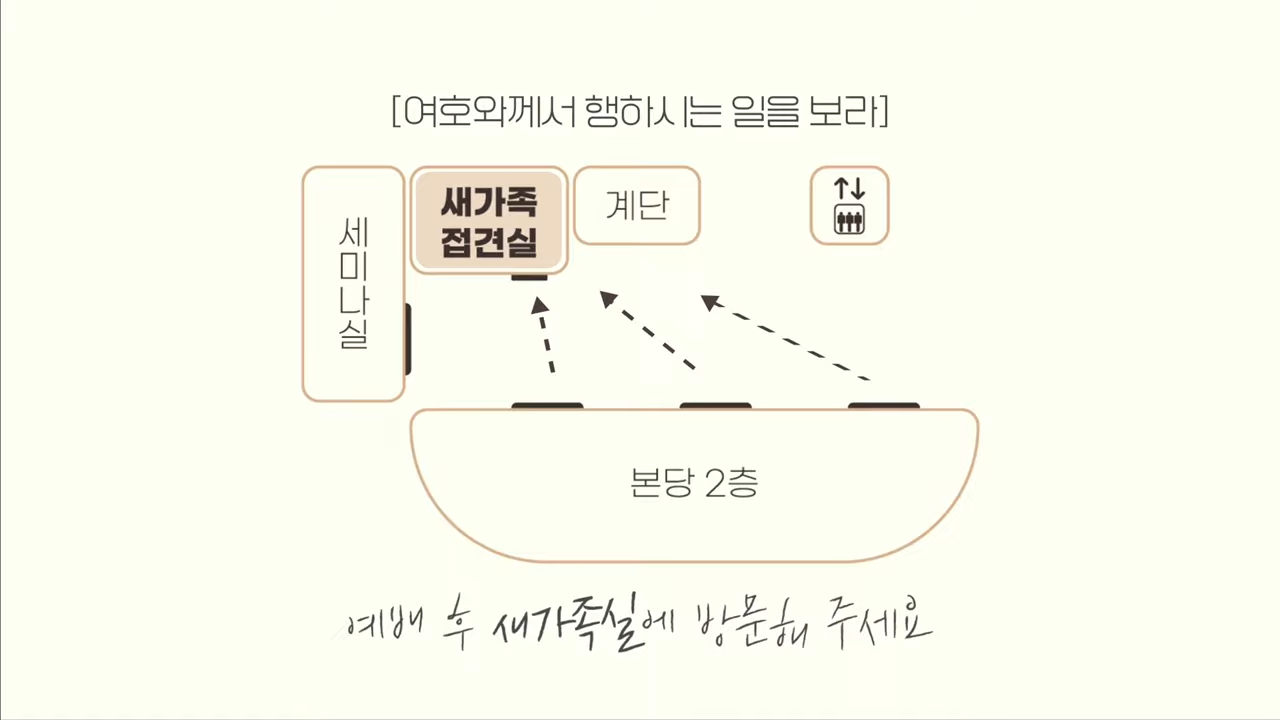 [여호와께서 행하시는 일을 보라]
세미나실
새가족
접견실
계단
본당 2층
예배 후 새가족실에 방문해 주세요